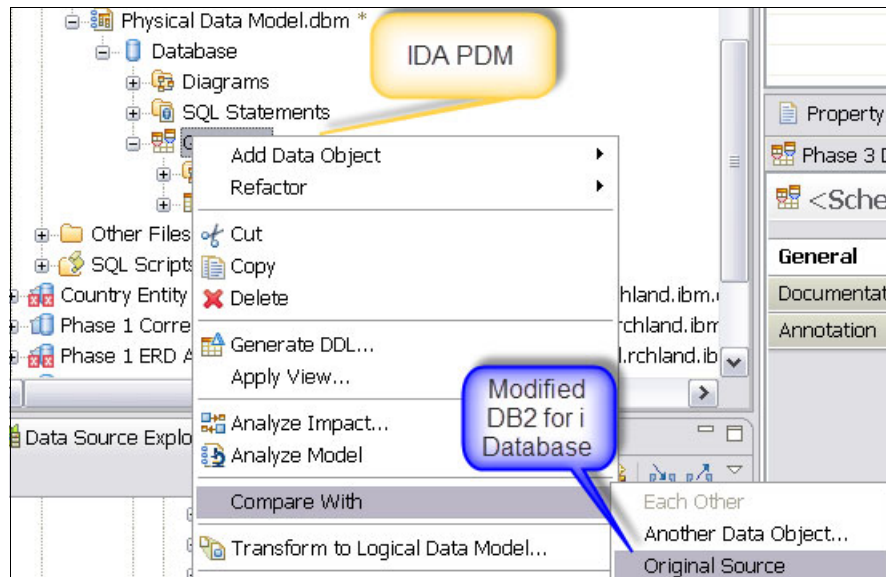 Physical Data Model.dbm *
Database
Diagrams
SQL Statements
IDA PDM
Add Data Object
Refactor
Other Files
Cut
SQL Scripts
Copy
Country Entity
Delete
hland.ibm.
Phase 1 Corre
rchland.ibm
Generate DDL...
Phase 1 ERD A
l.rchland.ib
Apply View...
Modified
DB2 for i
Database
Analyze Impact...
Data Source Explo
Analyze Model
Compare With
Each Other
Another Data Object...
Original Source
Transform to Logical Data Model...
Property
Phase 3 D
<Sche
General
Documentat
Annotation